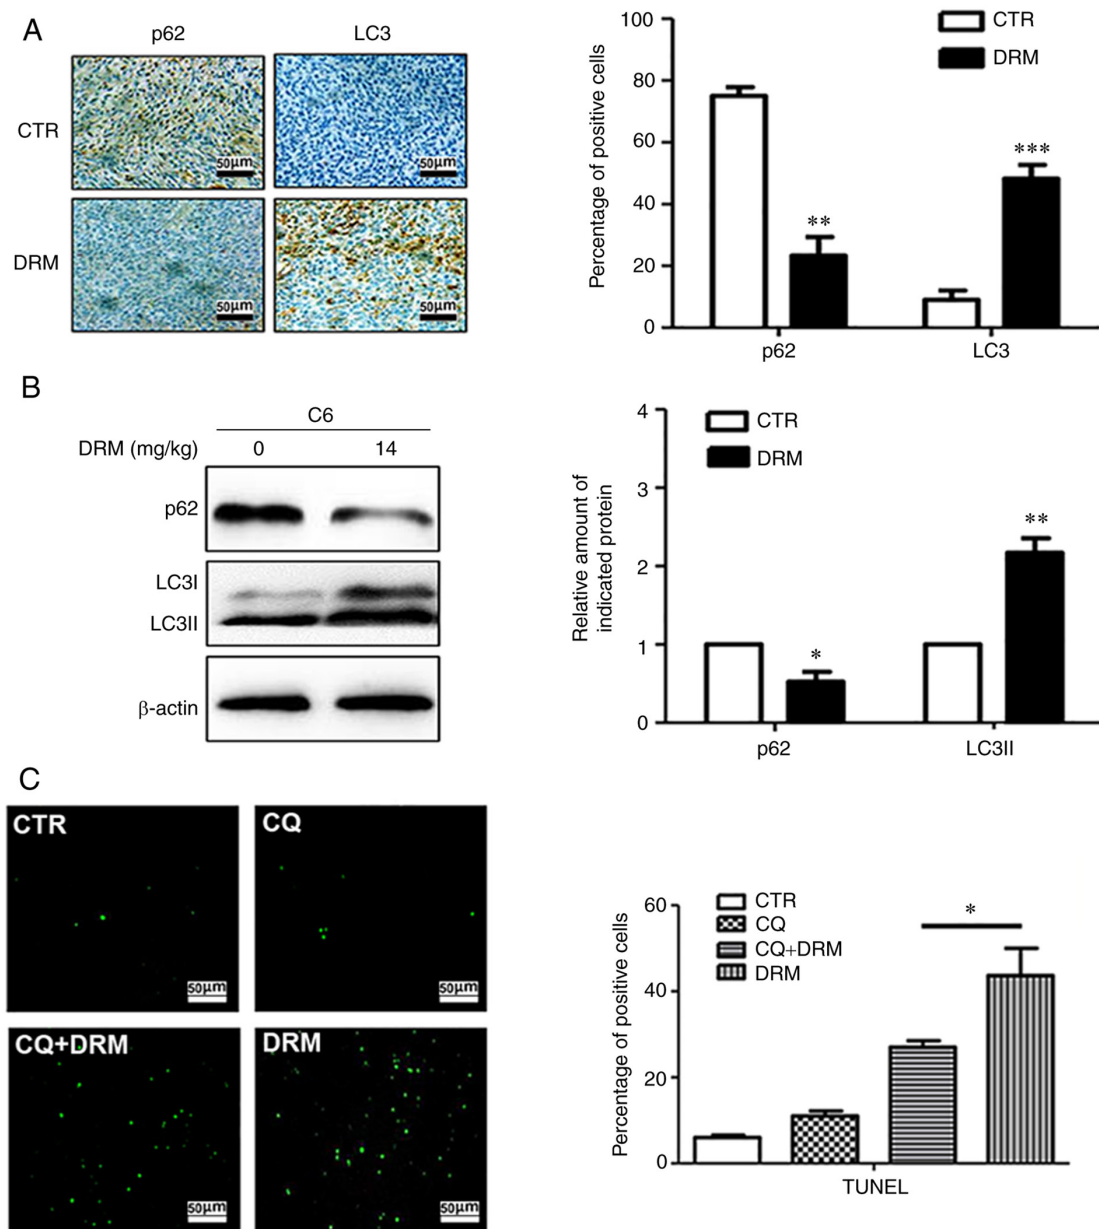 A
p62 LC3
CTR
50μm 50μm
DRM
50μm 50μm
Percentage of positive cells
100
80
60
40
20
0
CTR
DRM
**
***
p62 LC3
B
C6
DRM (mg/kg) 0 14
p62
LC3I
LC3II
β-actin
Relative amount of
indicated protein
4
3
2
1
0
CTR
DRM
*
**
p62 LC3II
C
CTR CQ
50μm 50μm
CQ+DRM DRM
50μm 50μm
Percentage of positive cells
60
40
20
0
CTR
CQ
CQ+DRM
DRM
*
TUNEL